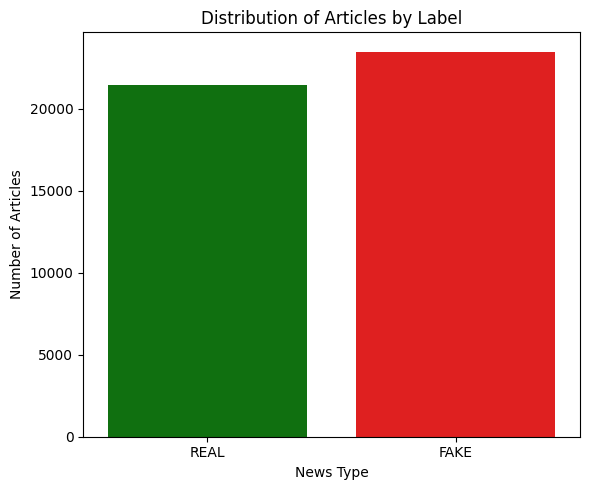 Distribution of Articles by Label
Number of Articles
20000
15000
10000
5000
0
REAL FAKE
News Type